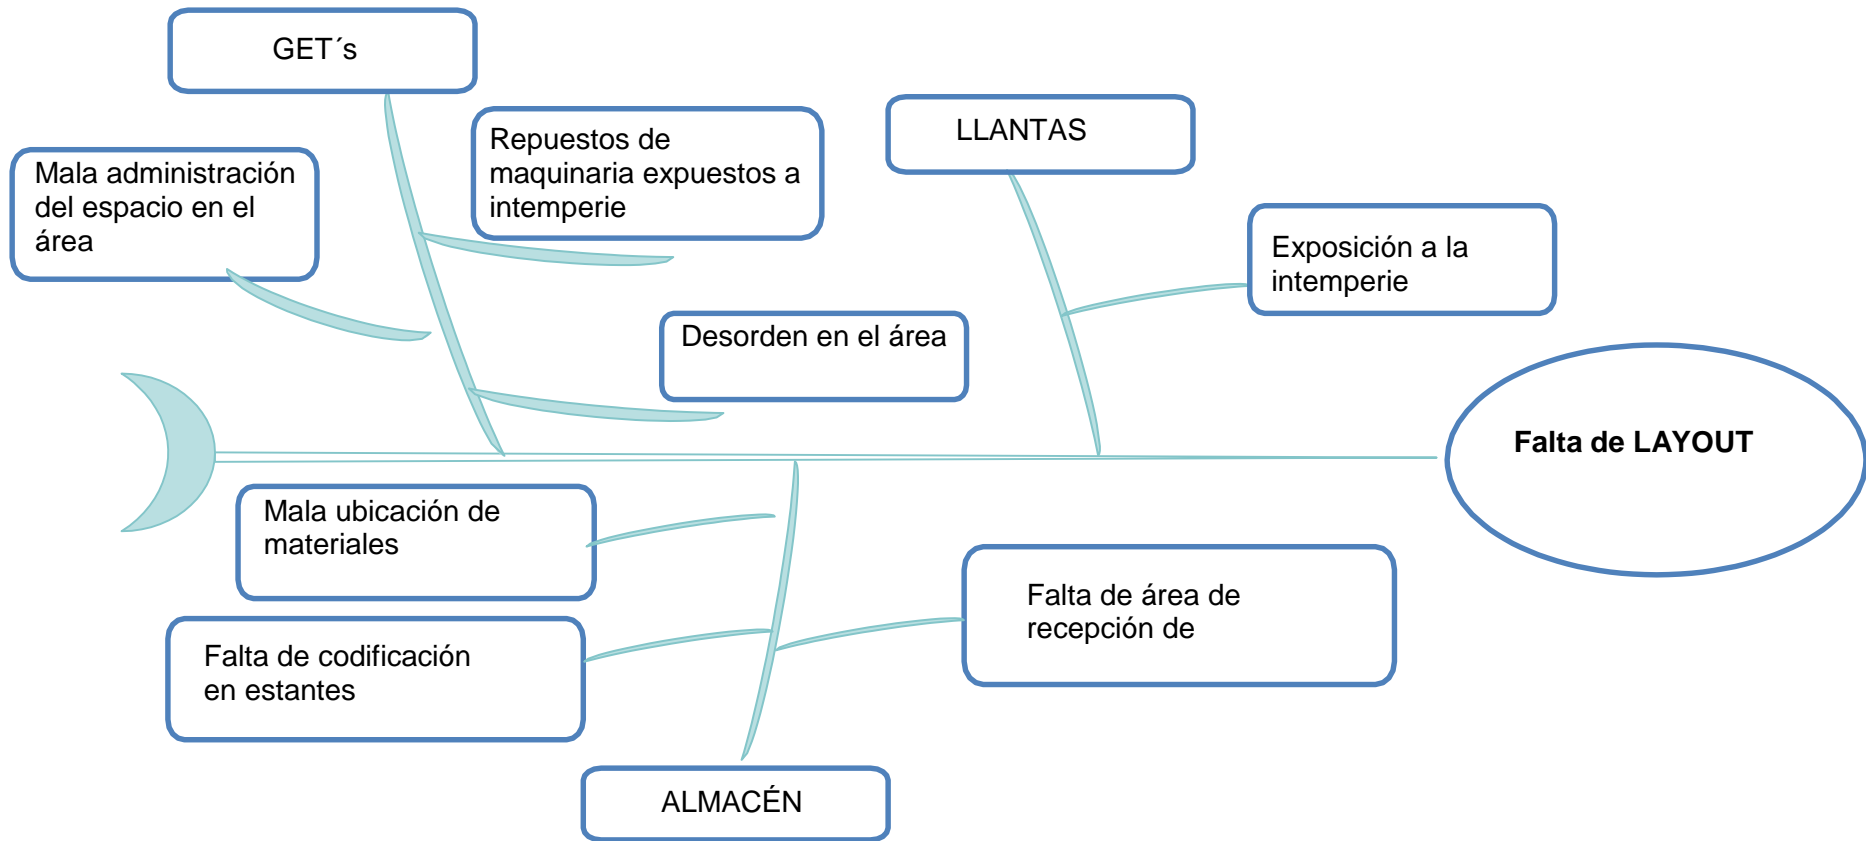 GET´s
LLANTAS
Repuestos de
maquinaria expuestos a
intemperie
Mala administración
del espacio en el
área
Exposición a la
intemperie
Desorden en el área
Falta de LAYOUT
Mala ubicación de
materiales
Falta de área de
recepción de
Falta de codificación
en estantes
ALMACÉN